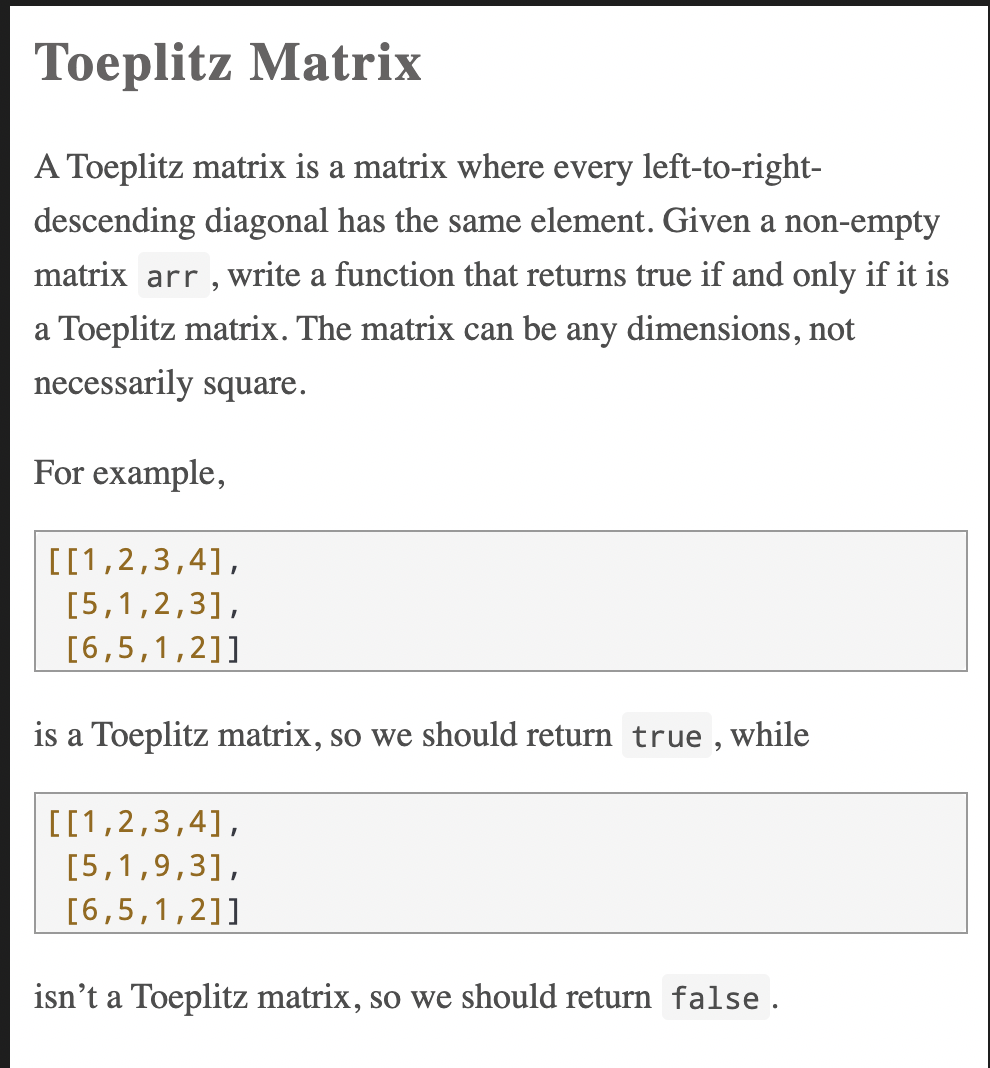 Toeplitz Matrix
A Toeplitz matrix is a matrix where every left-to-right-
descending diagonal has the same element. Given a non-empty
matrix arr , write a function that returns true if and only if it is
a Toeplitz matrix. The matrix can be any dimensions, not
necessarily square.
For example,
[[1,2,3,4],
 [5,1,2,3],
 [6,5,1,2]]
is a Toeplitz matrix, so we should return true , while
[[1,2,3,4],
 [5,1,9,3],
 [6,5,1,2]]
isn’t a Toeplitz matrix, so we should return false .